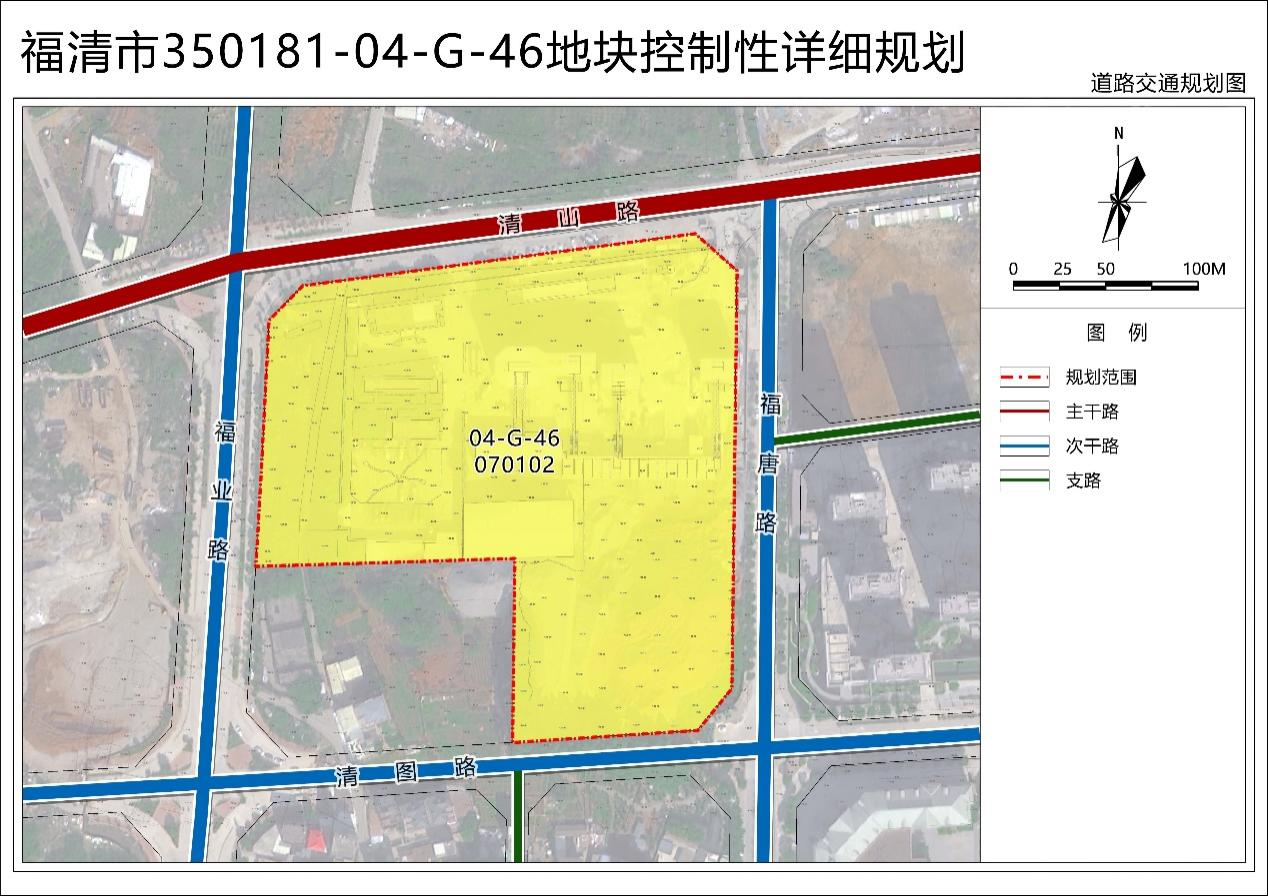 福清市350181-04-G-46地块控制性详细规划
道路交通规划图
N
0 25 50 100M
图 例
规划范围
主干路
次干路
支路
清山路
福业路
福唐路
04-G-46
070102
清图路